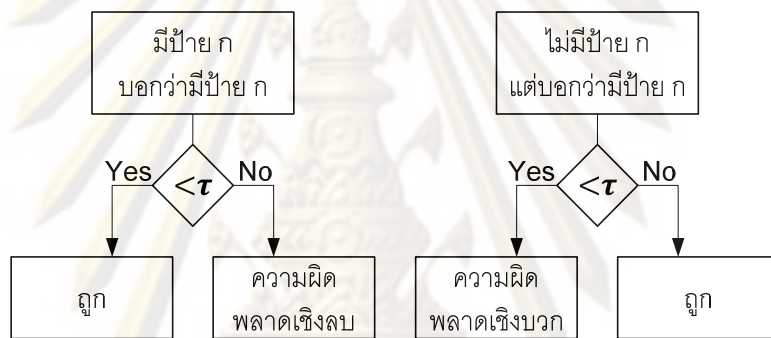 มีป้าย ก
บอกว่ามีป้าย ก
Yes
<τ
No
ถูก
ความผิด
พลาดเชิงลบ
ไม่มีป้าย ก
แต่บอกว่ามีป้าย ก
Yes
<τ
No
ความผิด
พลาดเชิงบวก
ถูก